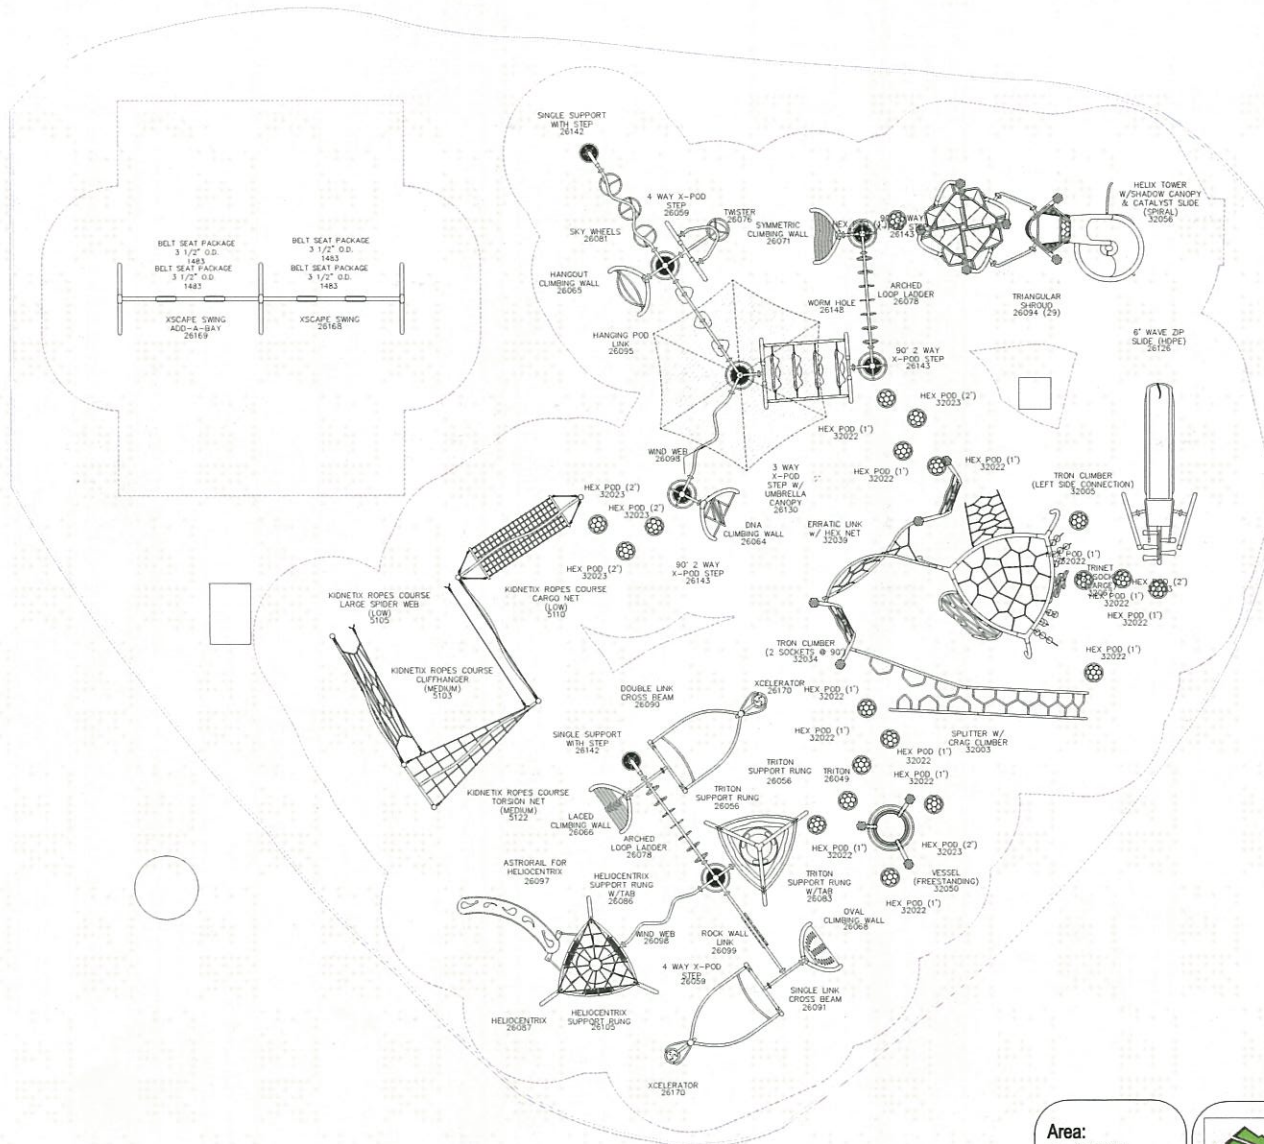 SINGLE SUPPORT
WITH STEP
26142
4 WAY X-POD
STEP
26059
TWISTER
26076
SKY WHEELS
26081
SYMMETRIC
CLIMBING WALL
26071
HELIX TOWER
W/SHADOW CANOPY
& CATALYST SLIDE
(SPIRAL)
32056
BELT SEAT PACKAGE
3 1/2" O.D.
1483
BELT SEAT PACKAGE
3 1/2" O.D.
1483
BELT SEAT PACKAGE
3 1/2" O.D.
1483
BELT SEAT PACKAGE
3 1/2" O.D.
1483
XSCAPE SWING
ADD-A-BAY
26169
XSCAPE SWING
26168
HANGOUT
CLIMBING WALL
26065
HANGING POD
LINK
26095
WORM HOLE
26148
ARCHED
LOOP LADDER
26078
TRIANGULAR
SHROUD
26094 (29)
6' WAVE ZIP
SLIDE (HDPE)
26126
90° 2 WAY
X-POD STEP
26143
HEX POD (2')
32023
HEX POD (1')
32022
HEX POD (1')
32022
HEX POD (1')
32022
WIND WEB
26098
3 WAY
X-POD
STEP W/
UMBRELLA
CANOPY
26130
TRON CLIMBER
(LEFT SIDE CONNECTION)
32005
HEX POD (2')
32023
HEX POD (2')
32023
HEX POD (2')
32023
DNA
CLIMBING WALL
26064
ERRATIC LINK
w/ HEX NET
32039
90° 2 WAY
X-POD STEP
26143
POD (1')
32022
TRINET
HEX POD (2')
HEX POD (1')
32022
HEX POD (1')
32022
HEX POD (1')
32022
KIDNETIX ROPES COURSE
LARGE SPIDER WEB
(LOW)
5105
KIDNETIX ROPES COURSE
CARGO NET
(LOW)
5110
KIDNETIX ROPES COURSE
CLIFFHANGER
(MEDIUM)
5103
TRON CLIMBER
(2 SOCKETS @ 90°)
32034
DOUBLE LINK
CROSS BEAM
26090
XCELERATOR
26170
HEX POD (1')
32022
HEX POD (1')
32022
SPLITTER W/
CRAG CLIMBER
32003
HEX POD (1')
32022
HEX POD (1')
32022
SINGLE SUPPORT
WITH STEP
26142
TRITON
SUPPORT RUNG
26056
TRITON
26049
TRITON
SUPPORT RUNG
26056
KIDNETIX ROPES COURSE
TORSION NET
(MEDIUM)
5122
LACED
CLIMBING WALL
26066
ARCHED
LOOP LADDER
26078
HEX POD (1')
32022
HEX POD (2')
32023
VESSEL
(FREESTANDING)
32050
HEX POD (1')
32022
ASTRORAIL FOR
HELIOCENTRIX
26097
HELIOCENTRIX
SUPPORT RUNG
W/TAB
26086
TRITON
SUPPORT RUNG
W/TAB
26083
OVAL
CLIMBING WALL
26068
WIND WEB
26098
ROCK WALL
LINK
26099
4 WAY X-POD
STEP
26059
SINGLE LINK
CROSS BEAM
26091
HELIOCENTRIX
26087
HELIOCENTRIX
SUPPORT RUNG
26105
XCELERATOR
26170
Area: